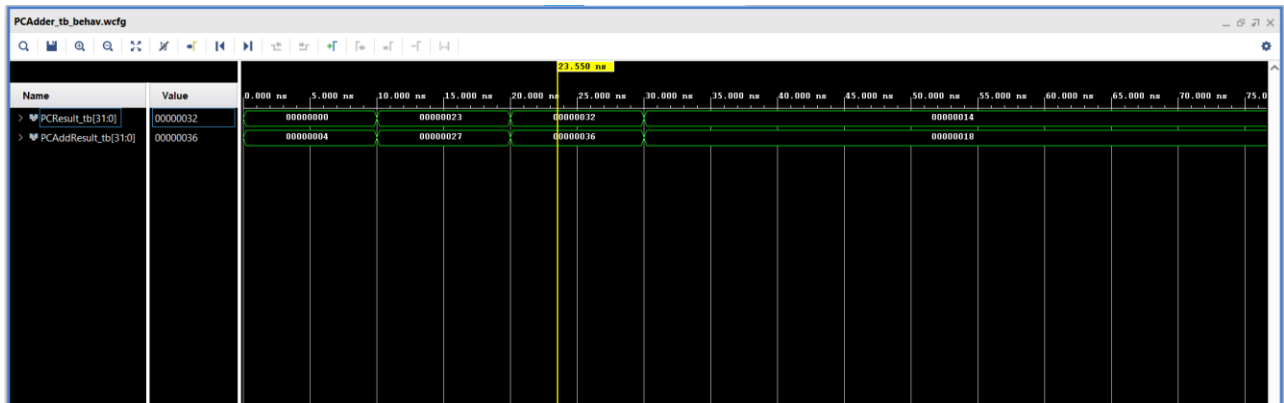 PCAdder_tb_behav.wcfg
23.550 ns
Name Value 0.000 ns 5.000 ns 10.000 ns 15.000 ns 20.000 ns 25.000 ns 30.000 ns 35.000 ns 40.000 ns 45.000 ns 50.000 ns 55.000 ns 60.000 ns 65.000 ns 70.000 ns 75.0
PCResult_tb[31:0] 00000032 00000000 00000023 00000032 00000014
PCAddResult_tb[31:0] 00000036 00000004 00000027 00000036 00000018